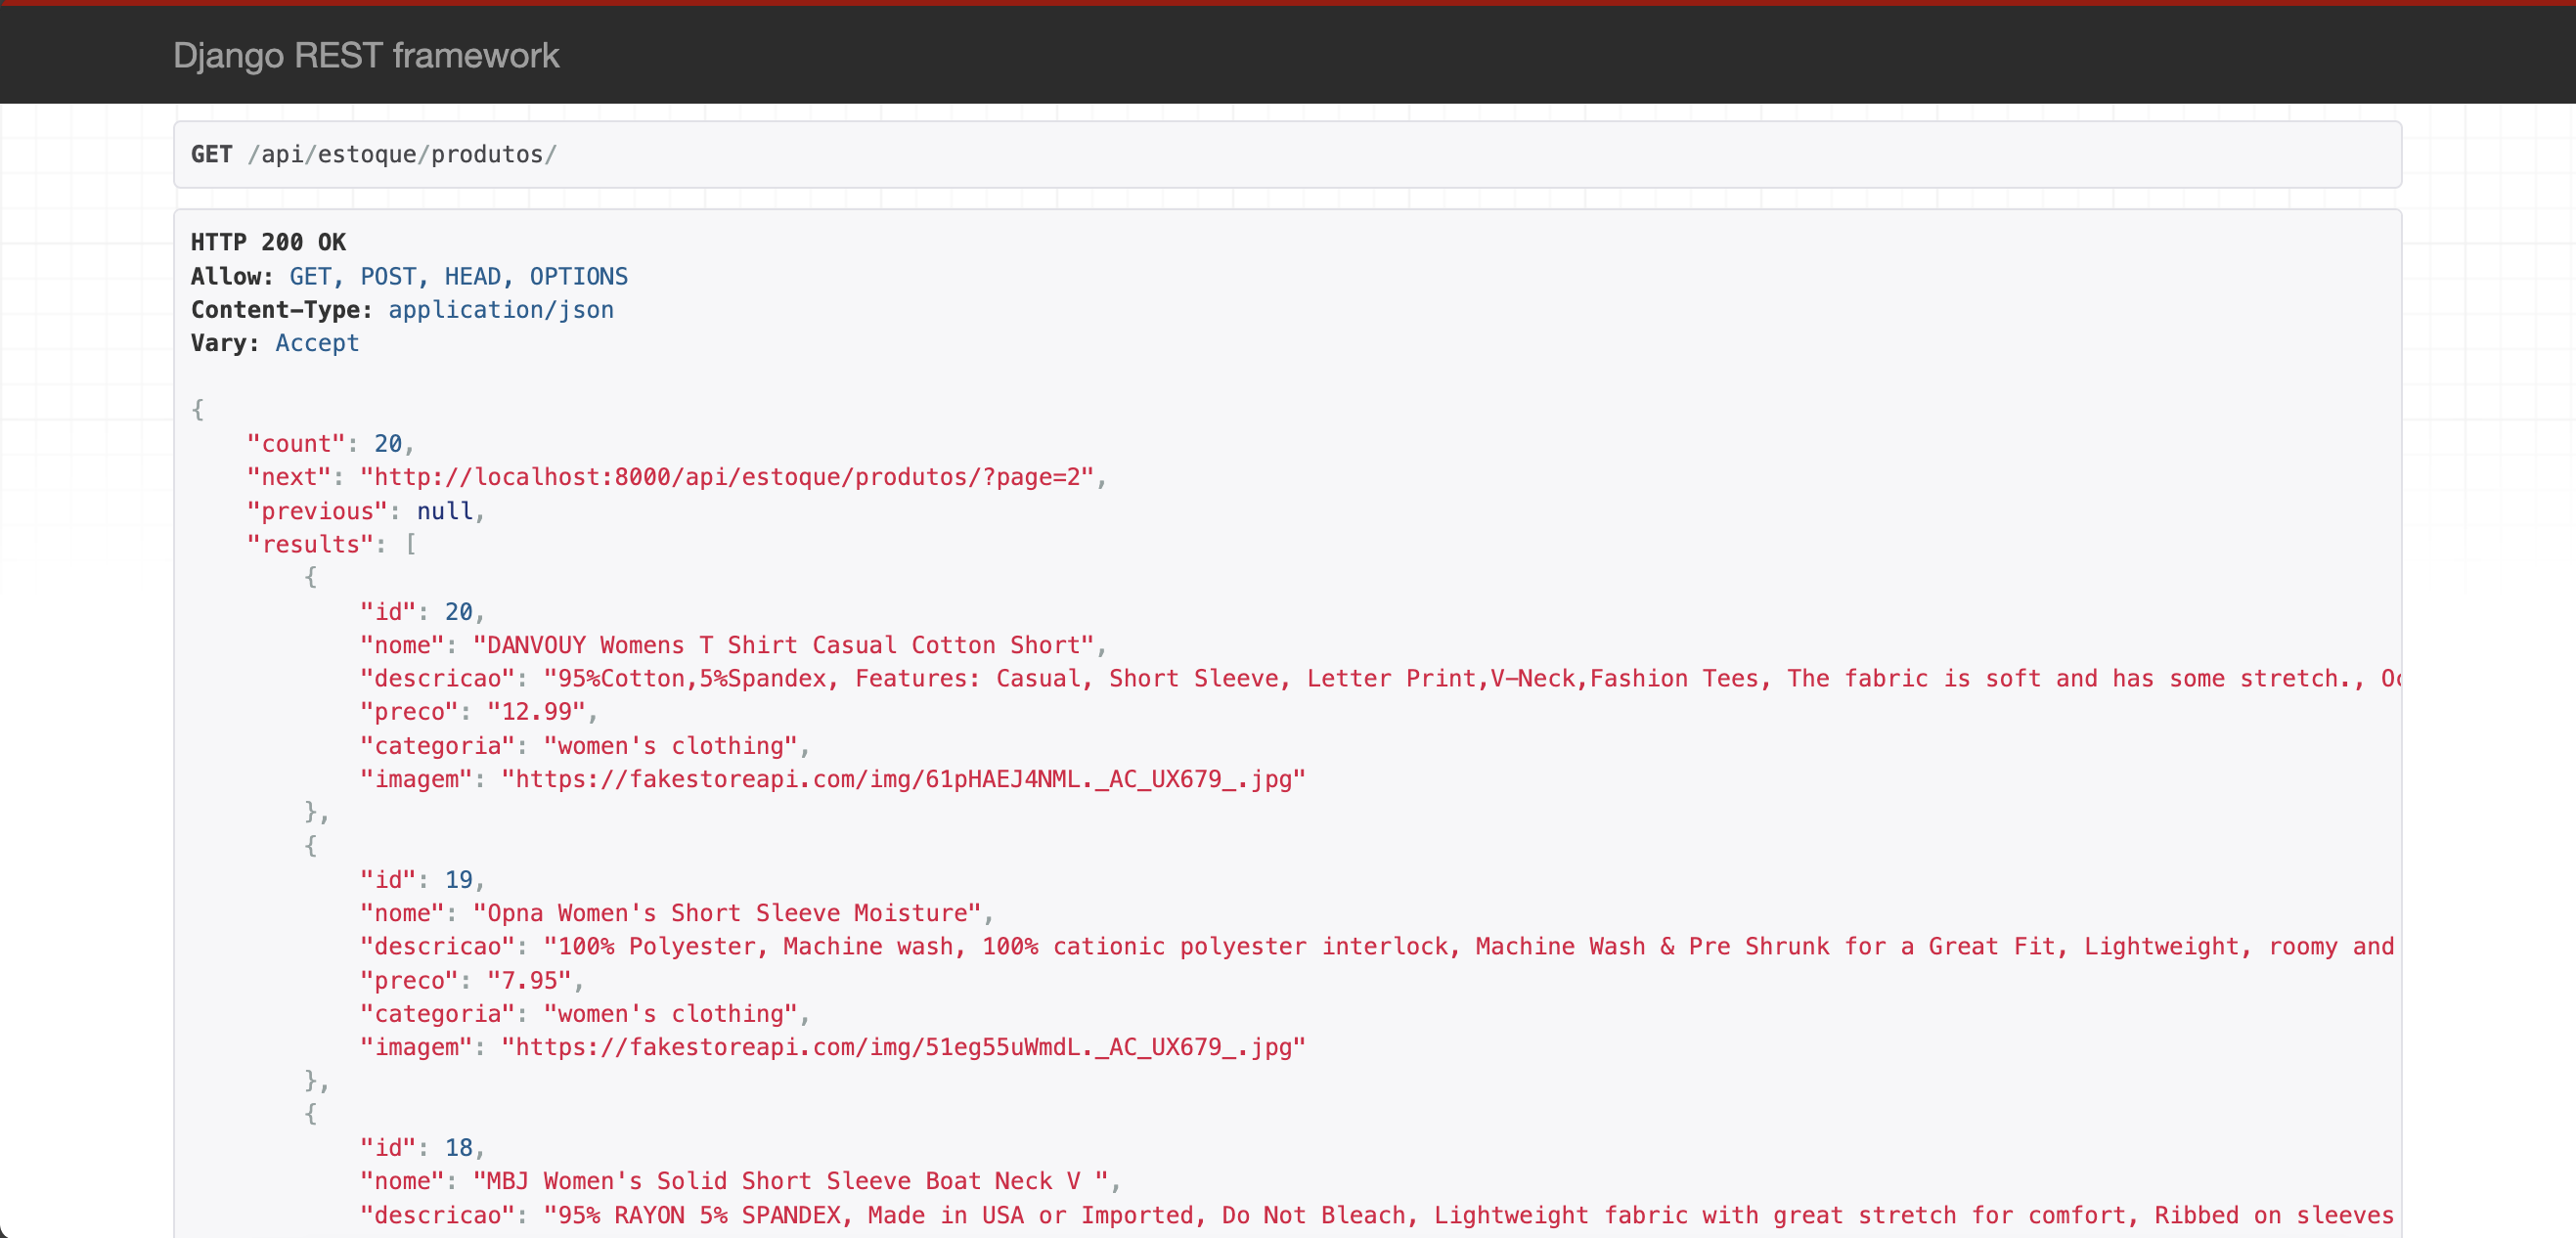 Django REST framework
GET /api/estoque/produtos/
HTTP 200 OK
Allow: GET, POST, HEAD, OPTIONS
Content-Type: application/json
Vary: Accept
{
    "count": 20,
    "next": "http://localhost:8000/api/estoque/produtos/?page=2",
    "previous": null,
    "results": [
        {
            "id": 20,
            "nome": "DANVOUY Womens T Shirt Casual Cotton Short",
            "descricao": "95%Cotton,5%Spandex, Features: Casual, Short Sleeve, Letter Print,V-Neck,Fashion Tees, The fabric is soft and has some stretch.,
            "preco": "12.99",
            "categoria": "women's clothing",
            "imagem": "https://fakestoreapi.com/img/61pHAEJ4NML._AC_UX679_.jpg"
        },
        {
            "id": 19,
            "nome": "Opna Women's Short Sleeve Moisture",
            "descricao": "100% Polyester, Machine wash, 100% cationic polyester interlock, Machine Wash & Pre Shrunk for a Great Fit, Lightweight, roomy and
            "preco": "7.95",
            "categoria": "women's clothing",
            "imagem": "https://fakestoreapi.com/img/51eg55uWmdL._AC_UX679_.jpg"
        },
        {
            "id": 18,
            "nome": "MBJ Women's Solid Short Sleeve Boat Neck V ",
            "descricao": "95% RAYON 5% SPANDEX, Made in USA or Imported, Do Not Bleach, Lightweight fabric with great stretch for comfort, Ribbed on sleeves